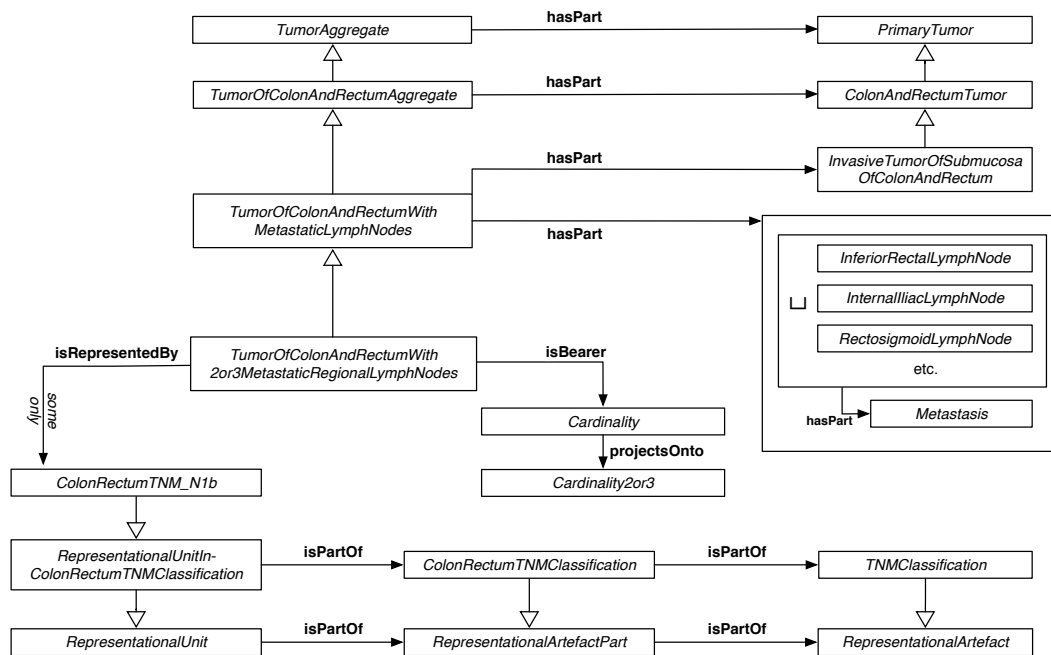 hasPart
TumorAggregate
PrimaryTumor
hasPart
TumorOfColonAndRectumAggregate
ColonAndRectumTumor
hasPart
InvasiveTumorOfSubmucosa
OfColonAndRectum
TumorOfColonAndRectumWith
MetastaticLymphNodes
hasPart
InferiorRectalLymphNode
⊔
InternalIliacLymphNode
RectosigmoidLymphNode
etc.
hasPart
Metastasis
isRepresentedBy
TumorOfColonAndRectumWith
2or3MetastaticRegionalLymphNodes
isBearer
some
only
Cardinality
projectsOnto
Cardinality2or3
ColonRectumTNM_N1b
RepresentationalUnitIn-
ColonRectumTNMClassification
isPartOf
ColonRectumTNMClassification
isPartOf
TNMClassification
RepresentationalUnit
isPartOf
RepresentationalArtefactPart
isPartOf
RepresentationalArtefact